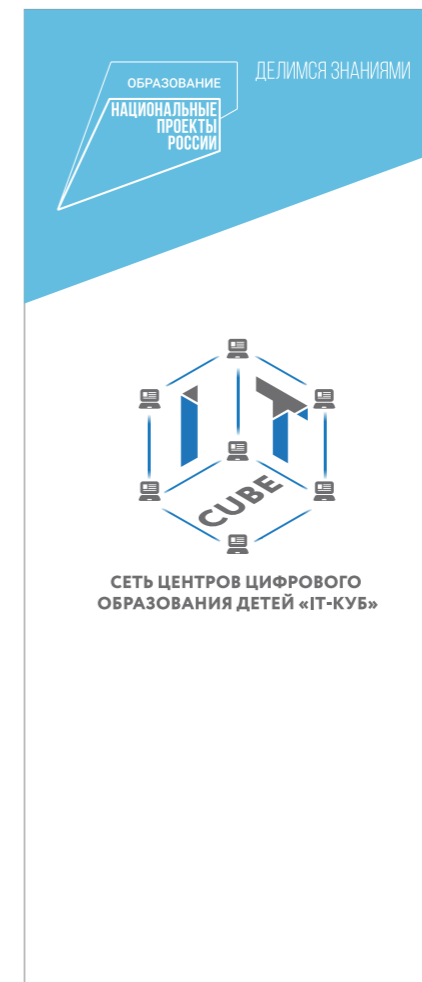 ДЕЛИМСЯ ЗНАНИЯМИ
ОБРАЗОВАНИЕ
НАЦИОНАЛЬНЫЕ
ПРОЕКТЫ
РОССИИ
IT
CUBE
СЕТЬ ЦЕНТРОВ ЦИФРОВОГО
ОБРАЗОВАНИЯ ДЕТЕЙ «IT-КУБ»